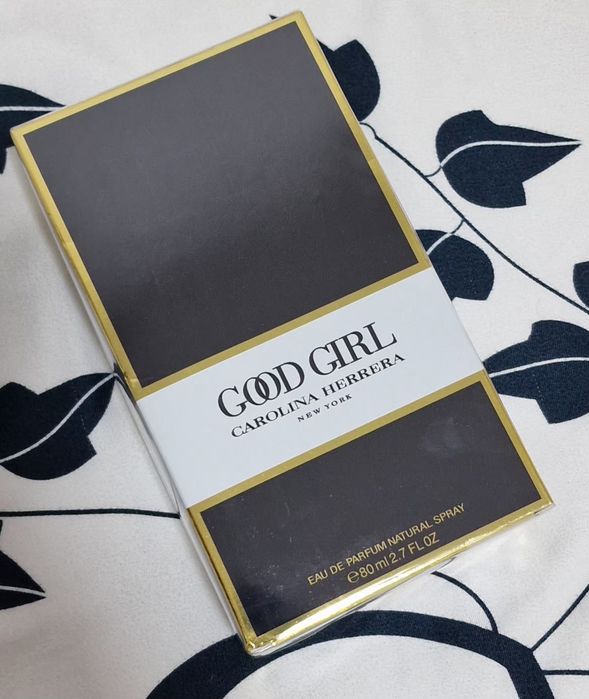 GOOD GIRL
CAROLINA HERRERA
NEW YORK
EAU DE PARFUM NATURAL SPRAY
℮80 ml 2.7 FL OZ